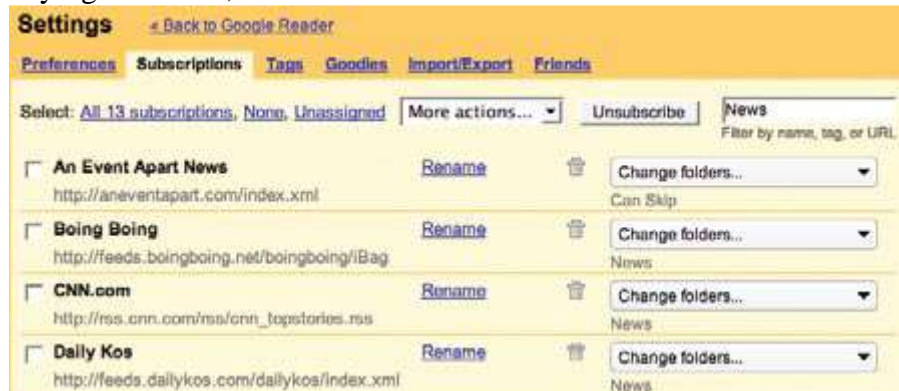 Settings « Back to Google Reader
Preferences Subscriptions Tags Goodies Import/Export Friends
Select: All 13 subscriptions, None, Unassigned More actions... Unsubscribe News
Filter by name, tag, or URL
An Event Apart News Rename Change folders...
http://aneventapart.com/index.xml Can Skip
Boing Boing Rename Change folders...
http://feeds.boingboing.net/boingboing/iBag News
CNN.com Rename Change folders...
http://rss.cnn.com/rss/cnn_topstories.rss News
Daily Kos Rename Change folders...
http://feeds.dailykos.com/dailykos/index.xml News